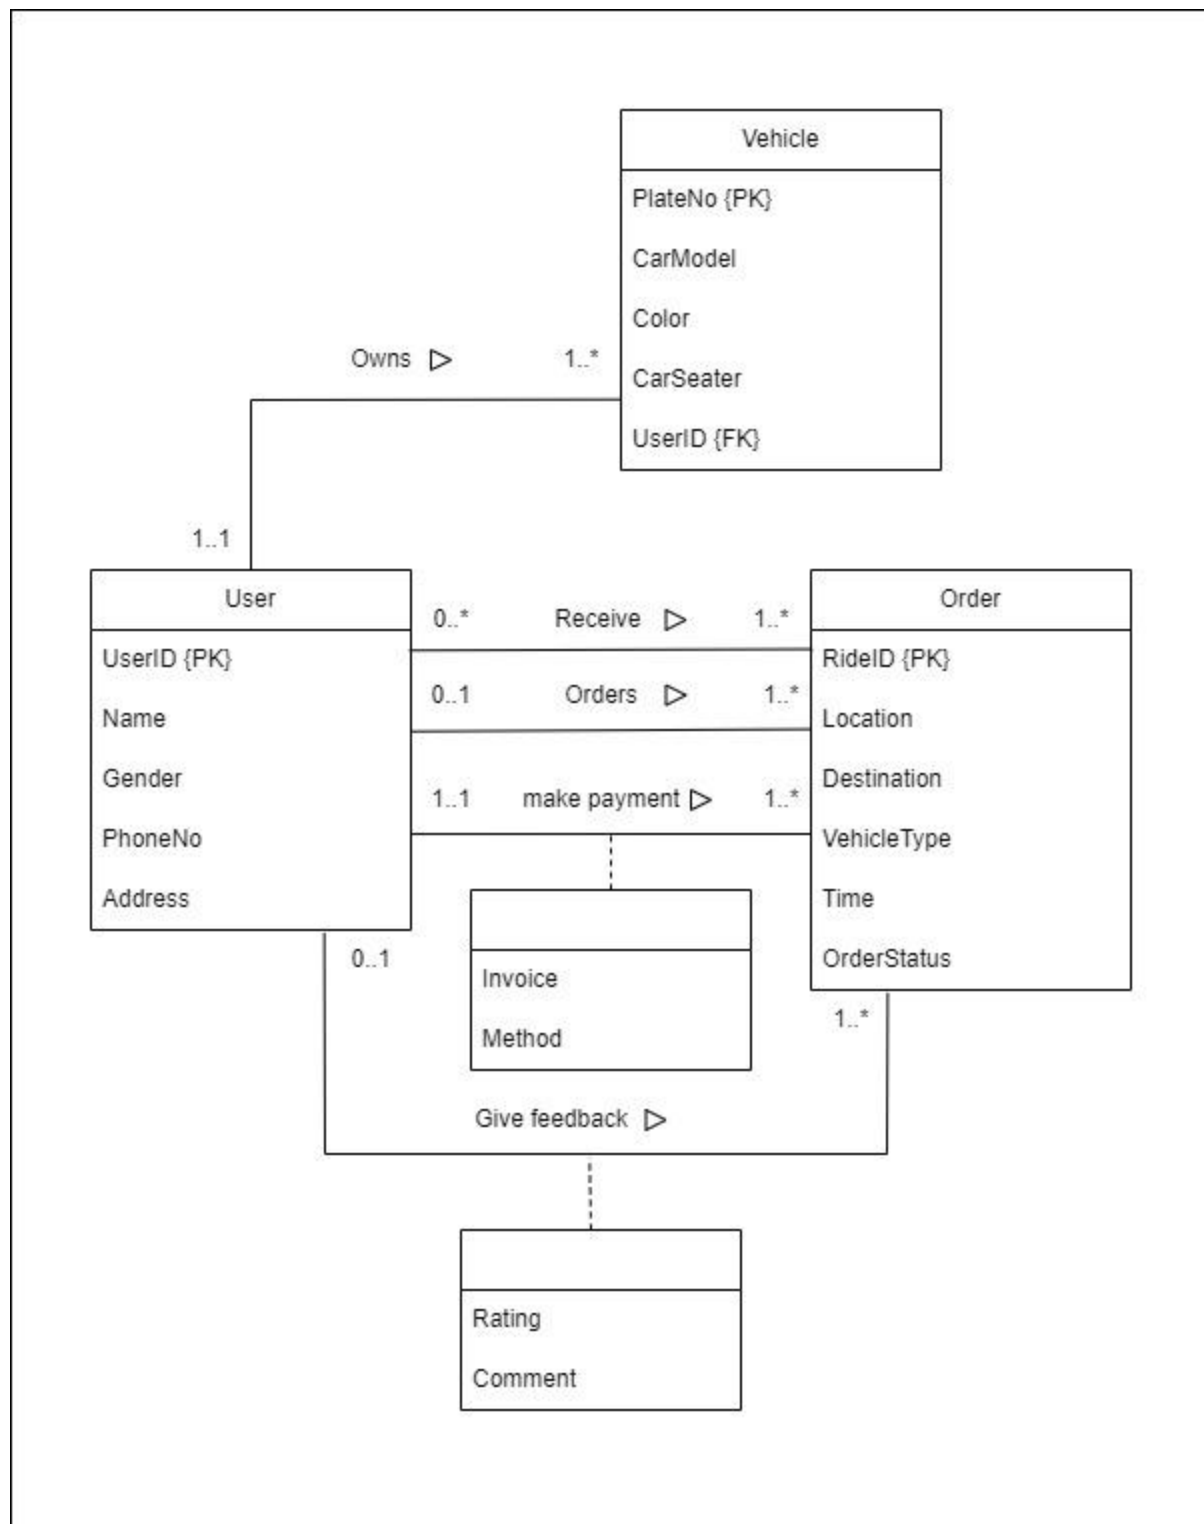 Vehicle
PlateNo {PK}
CarModel
Color
CarSeater
UserID {FK}
Owns
1..*
1..1
User
UserID {PK}
Name
Gender
PhoneNo
Address
0..*
Receive
1..*
0..1
Orders
1..*
1..1
make payment
1..*
Order
RideID {PK}
Location
Destination
VehicleType
Time
OrderStatus
Invoice
Method
0..1
1..*
Give feedback
Rating
Comment